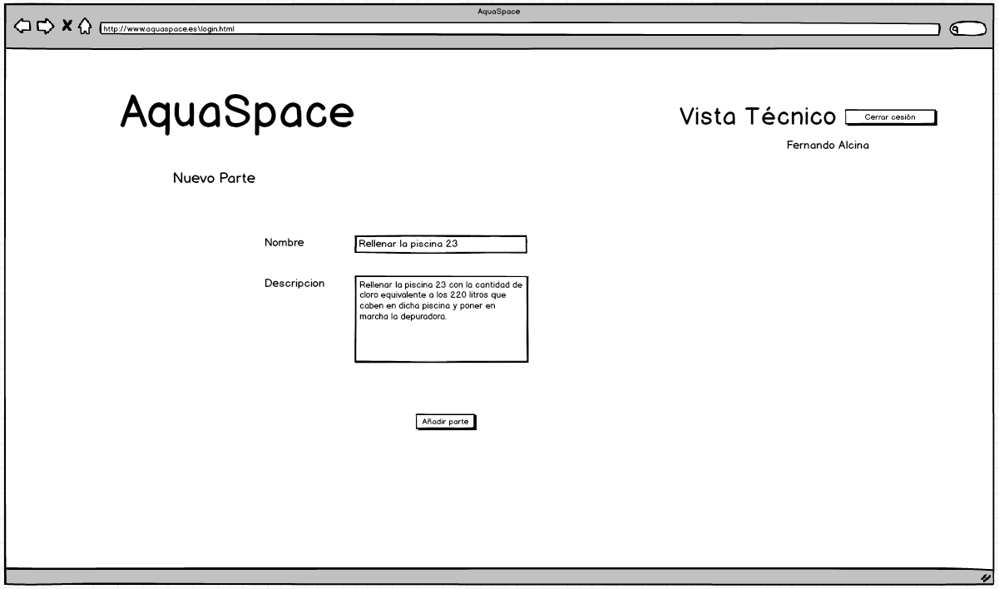 AquaSpace
http://www.aquaspace.es\login.html
AquaSpace
Vista Técnico
Cerrar cesión
Fernando Alcina
Nuevo Parte
Nombre
Rellenar la piscina 23
Descripcion
Rellenar la piscina 23 con la cantidad de
cloro equivalente a los 220 litros que
caben en dicha piscina y poner en
marcha la depuradora.
Añadir parte